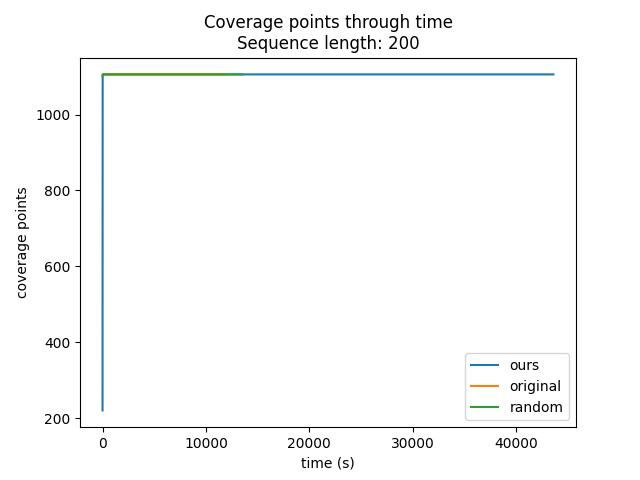 Coverage points through time
Sequence length: 200
coverage points
1000
800
600
400
200
0
10000
20000
30000
40000
time (s)
ours
original
random